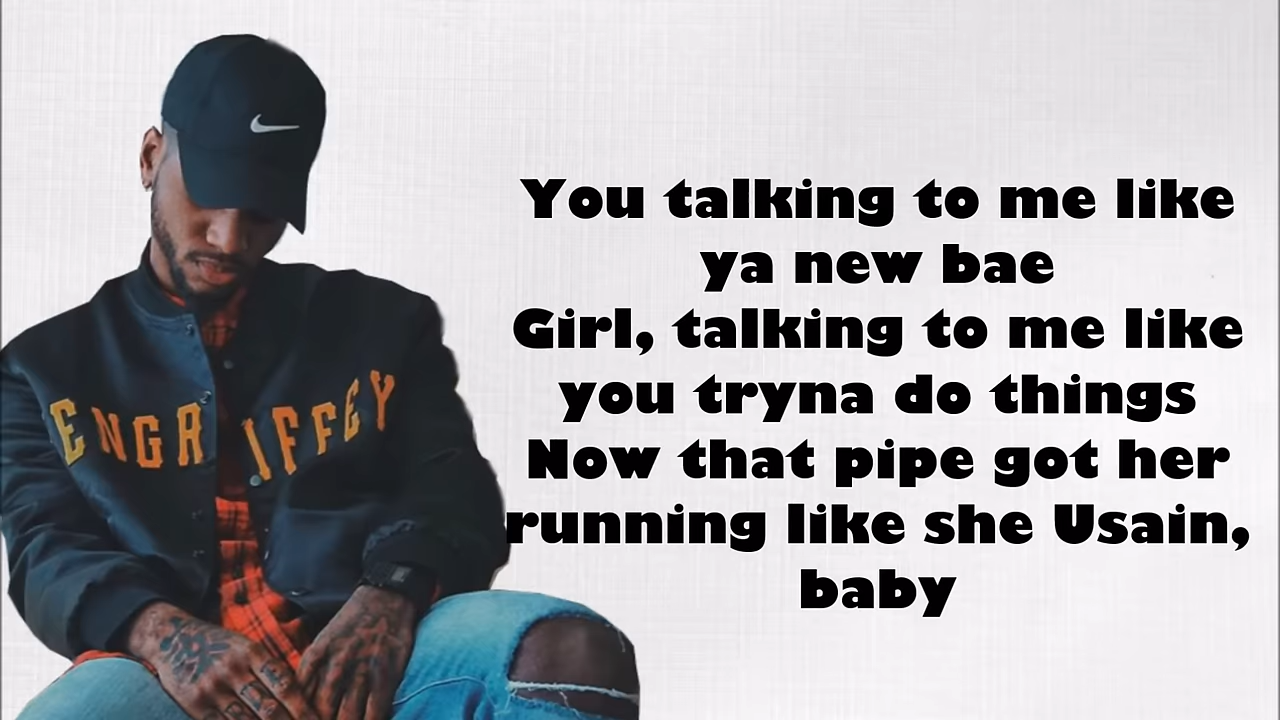 You talking to me like
ya new bae
Girl, talking to me like
you tryna do things
Now that pipe got her
running like she Usain,
baby
ENGR IFFEY